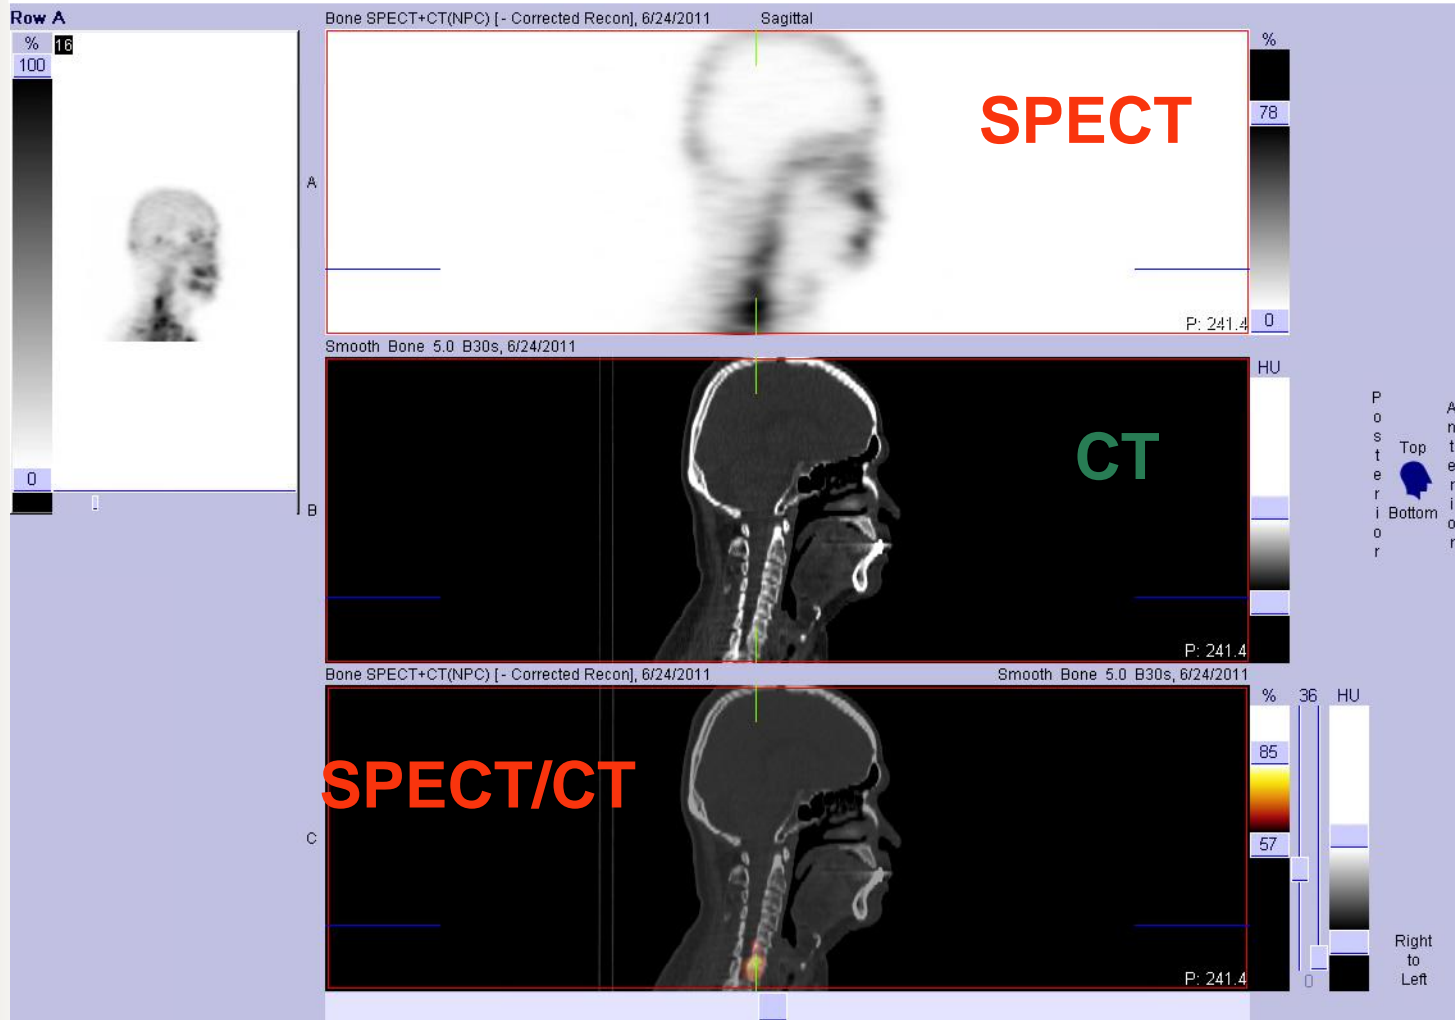 Row A
%
16
100
0
Bone SPECT+CT(NPC) [- Corrected Recon], 6/24/2011 Sagittal
SPECT
A
%
78
0
P: 241.4
Smooth Bone 5.0 B30s, 6/24/2011
CT
B
HU
P: 241.4
Posterior
Top
Bottom
Anterior
Bone SPECT+CT(NPC) [- Corrected Recon], 6/24/2011 Smooth Bone 5.0 B30s, 6/24/2011
SPECT/CT
C
% 36 HU
85
57
0
P: 241.4
Right
to
Left